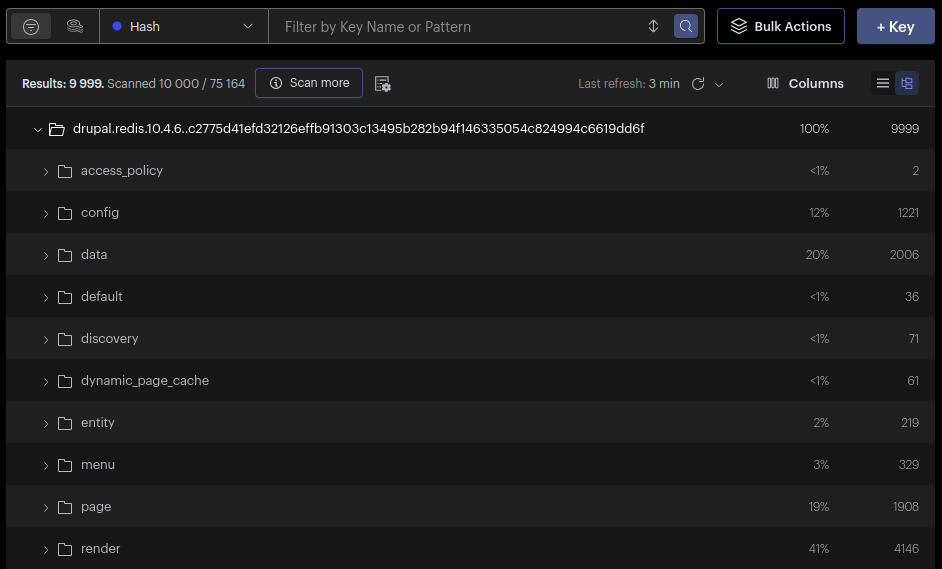 Hash
Filter by Key Name or Pattern
Bulk Actions
+ Key
Results: 9 999. Scanned 10 000 / 75 164
Scan more
Last refresh: 3 min
Columns
drupal.redis.10.4.6..c2775d41efd32126effb91303c13495b282b94f146335054c824994c6619dd6f 100% 9999
access_policy <1% 2
config 12% 1221
data 20% 2006
default <1% 36
discovery <1% 71
dynamic_page_cache <1% 61
entity 2% 219
menu 3% 329
page 19% 1908
render 41% 4146